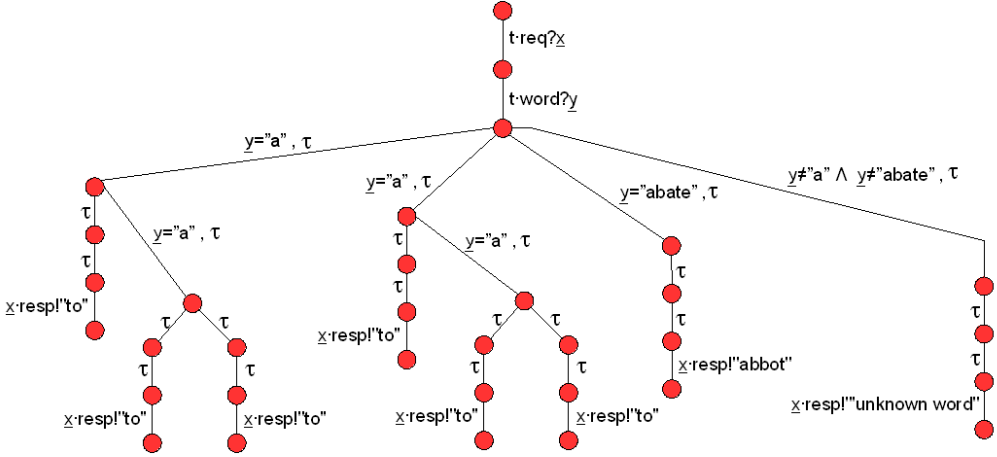 t·req?x
t·word?y
y="a" , τ
y="a" , τ
y="abate" , τ
y≠"a" ∧ y≠"abate" , τ
τ
y="a" , τ
τ
x·resp!"to"
τ
τ
τ
τ
x·resp!"to"
x·resp!"to"
τ
y="a" , τ
τ
x·resp!"to"
τ
τ
τ
τ
x·resp!"to"
x·resp!"to"
τ
τ
x·resp!"abbot"
τ
τ
x·resp!"'unknown word"